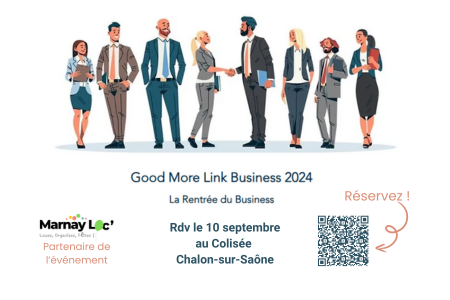 Good More Link Business 2024
La Rentrée du Business
Réservez !
Marnay Loc'
Louez, Organisez, Fêtez !
Rdv le 10 septembre
au Colisée
Chalon-sur-Saône
Partenaire de
l'évènement